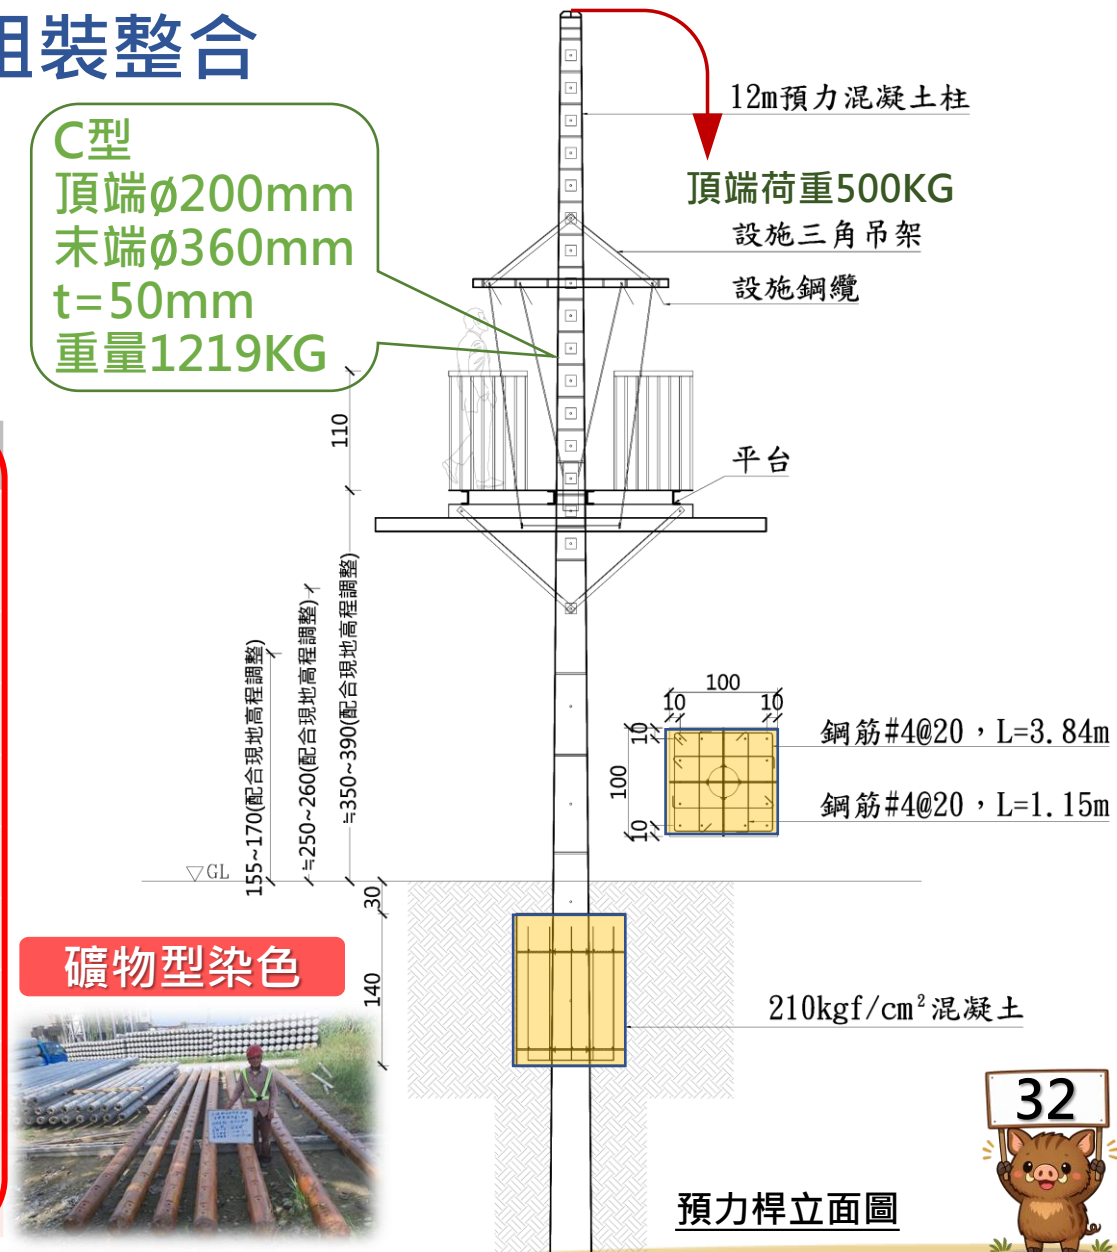 組裝整合
C型
頂端ø200mm
末端ø360mm
t=50mm
重量1219KG
12m預力混凝土柱
頂端荷重500KG
設施三角吊架
設施鋼纜
110
平台
155~170(配合現地高程調整)
≒250~260(配合現地高程調整)
≒350~390(配合現地高程調整)
100
10
10
10
100
10
鋼筋#4@20，L=3.84m
鋼筋#4@20，L=1.15m
GL
30
140
礦物型染色
210kgf/cm²混凝土
32
預力桿立面圖